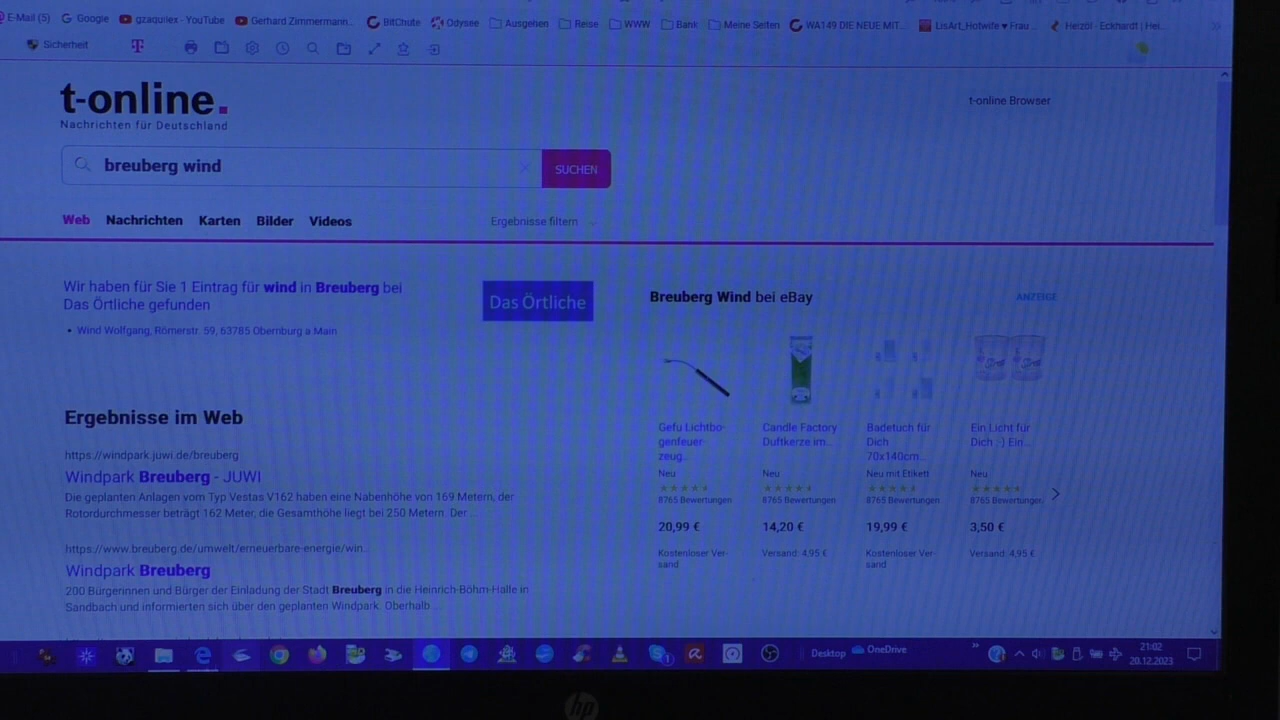 E-Mail (5) Google gzaquilex - YouTube Gerhard Zimmermann... BitChute Odysee Ausgeben Reise WWW Bank Meine Seiten WA149 DIE NEUE MIT... LisArt_Hotwife ♥ Frau... Heizöl - Eckhardt | Hei...
Sicherheit T
t-online.
Nachrichten für Deutschland
t-online Browser
breuberg wind
SUCHEN
Web Nachrichten Karten Bilder Videos
Ergebnisse filtern
Wir haben für Sie 1 Eintrag für wind in Breuberg bei
Das Örtliche gefunden
• Wind Wolfgang, Römerstr. 59, 63785 Obernburg a Main
Das Örtliche
Ergebnisse im Web
https://windpark.juwi.de/breuberg
Windpark Breuberg - JUWI
Die geplanten Anlagen vom Typ Vestas V162 haben eine Nabenhöhe von 169 Metern, der
Rotordurchmesser beträgt 162 Meter, die Gesamthöhe liegt bei 250 Metern. Der ...
https://www.breuberg.de/umwelt/erneuerbare-energie/win...
Windpark Breuberg
200 Bürgerinnen und Bürger der Einladung der Stadt Breuberg in die Heinrich-Böhm-Halle in
Sandbach und informierten sich über den geplanten Windpark. Oberhalb ...
Breuberg Wind bei eBay
ANZEIGE
Gefu Lichtbo-
genfeuer-
zeug...
Neu
8765 Bewertungen
20,99 €
Kostenloser Ver-
sand
Candle Factory
Duftkerze im...
Neu
8765 Bewertungen
14,20 €
Versand: 4,95 €
Badetuch für
Dich
70x140cm...
Neu mit Etikett
8765 Bewertungen
19,99 €
Kostenloser Ver-
sand
Ein Licht für
Dich :-) Ein...
Neu
8765 Bewertungen
3,50 €
Versand: 4,95 €
Desktop OneDrive
21:02
20.12.2023
hp